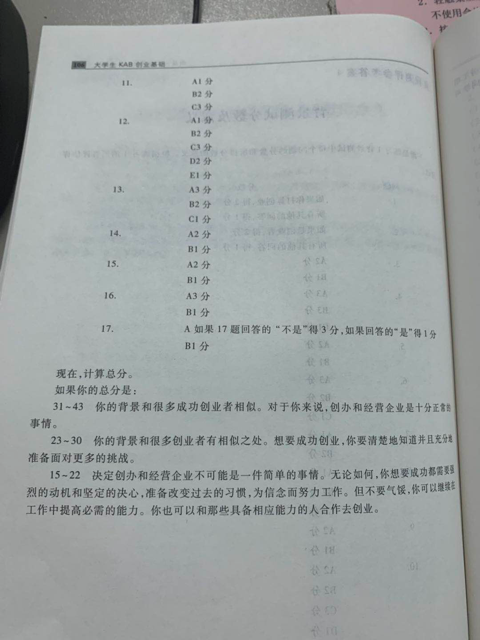 大学生 KAB 创业基础
11. A1 分
B2 分
C3 分
12. A1 分
B2 分
C3 分
D2 分
E1 分
13. A3 分
B2 分
C1 分
14. A2 分
B1 分
15. A2 分
B1 分
16. A3 分
B1 分
17. A 如果 17 题回答的 “不是”得 3 分,如果回答的“是”得 1 分
B1 分
现在,计算总分。
如果你的总分是:
31~43 你的背景和很多成功创业者相似。对于你来说,创办和经营企业是十分正常的
事情。
23~30 你的背景和很多创业者有相似之处。想要成功创业,你要清楚地知道并且充分地
准备面对更多的挑战。
15~22 决定创办和经营企业不可能是一件简单的事情。无论如何,你想要成功都需要强
烈的动机和坚定的决心,准备改变过去的习惯,为信念而努力工作。但不要气馁,你可以继续在
工作中提高必需的能力。你也可以和那些具备相应能力的人合作去创业。
不使用